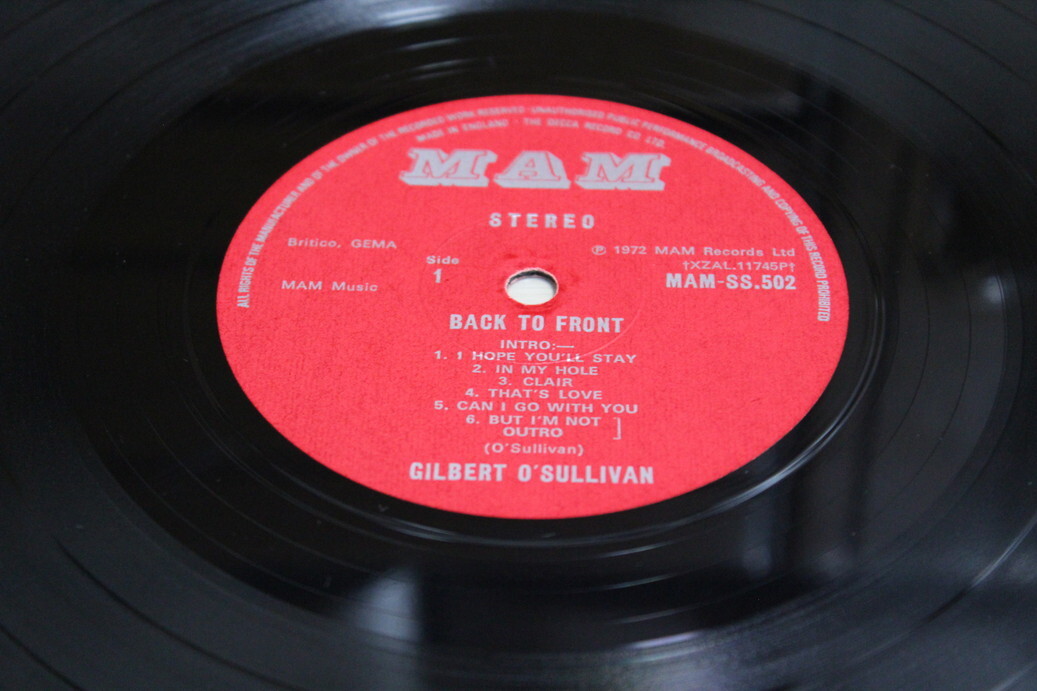 ALL RIGHTS OF THE MANUFACTURER AND OF THE OWNER OF THE RECORDED WORK RESERVED · UNAUTHORISED PUBLIC PERFORMANCE BROADCASTING AND COPYING OF THIS RECORD PROHIBITED
MADE IN ENGLAND · THE DECCA RECORD CO. LTD.
MAM
STEREO
Britico, GEMA
MAM Music
Side
1
℗ 1972 MAM Records Ltd
†XZAL.11745P†
MAM-SS.502
BACK TO FRONT
INTRO:—
1. I HOPE YOU'LL STAY
2. IN MY HOLE
3. CLAIR
4. THAT'S LOVE
5. CAN I GO WITH YOU
6. BUT I'M NOT
OUTRO ]
(O'Sullivan)
GILBERT O'SULLIVAN